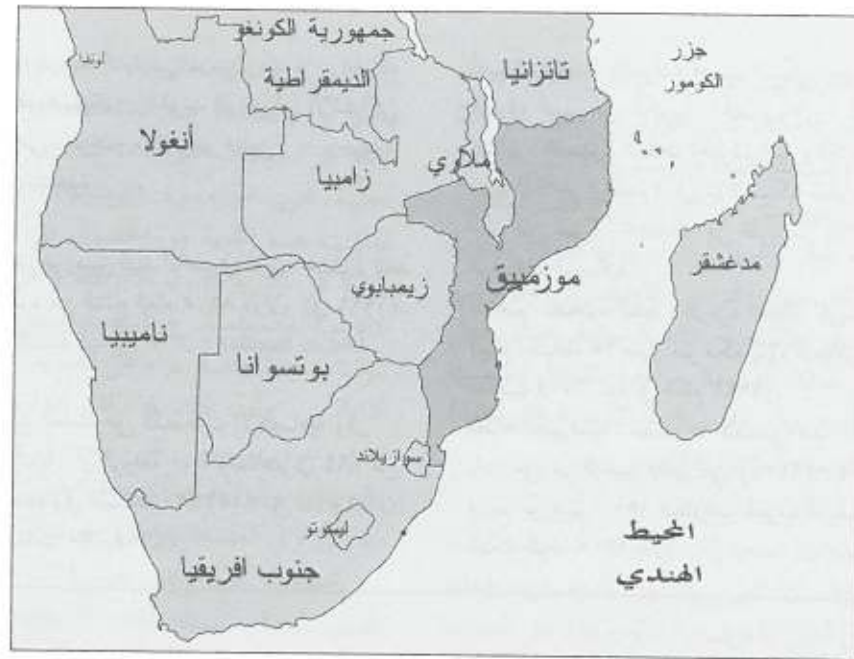 جمهورية الكونغو
الديمقراطية
تانزانيا
جزر
الكومور
لوندا
أنغولا
زامبيا
ملاوي
موزمبيق
مدغشقر
زيمبابوي
ناميبيا
بوتسوانا
سوازيلاند
ليسوتو
جنوب افريقيا
المحيط
الهندي